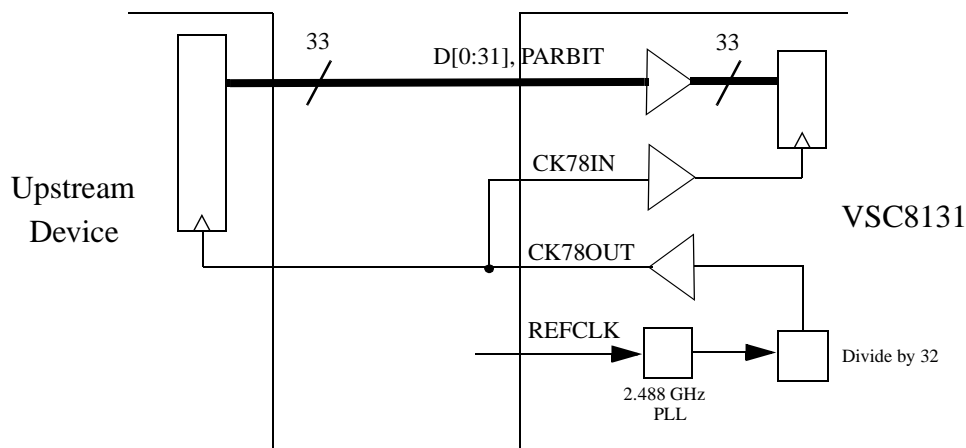 33
D[0:31], PARBIT
33
CK78IN
Upstream
Device
VSC8131
CK78OUT
REFCLK
Divide by 32
2.488 GHz
PLL